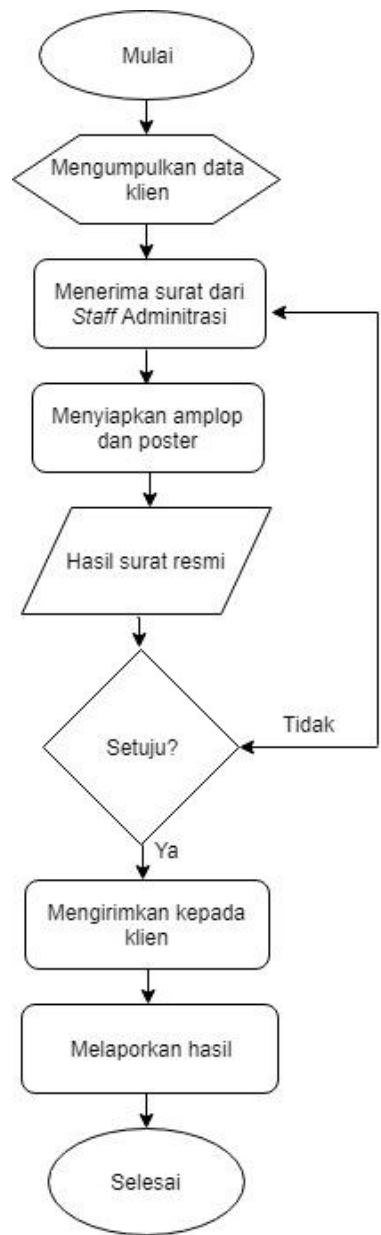 Mulai
Mengumpulkan data
klien
Menerima surat dari
Staff Adminitrasi
Menyiapkan amplop
dan poster
Hasil surat resmi
Setuju?
Tidak
Ya
Mengirimkan kepada
klien
Melaporkan hasil
Selesai